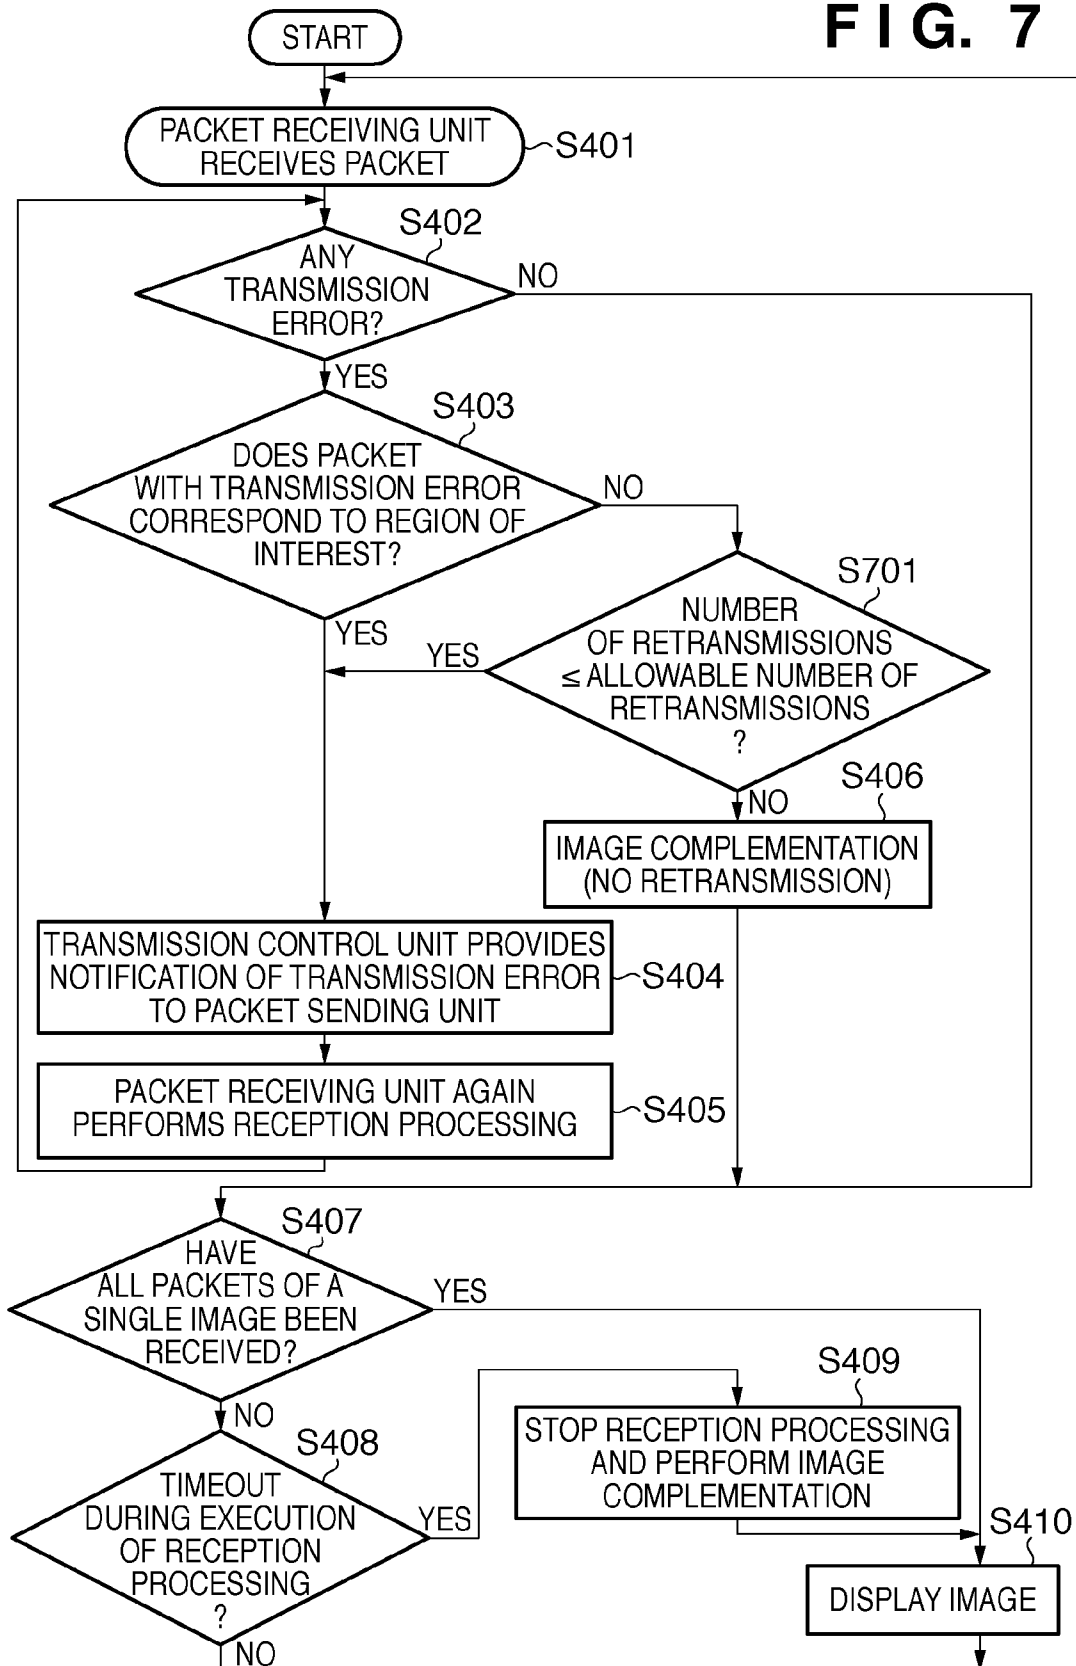 FIG. 7
START
PACKET RECEIVING UNIT
RECEIVES PACKET
S401
S402
ANY
TRANSMISSION
ERROR?
NO
YES
S403
DOES PACKET
WITH TRANSMISSION ERROR
CORRESPOND TO REGION OF
INTEREST?
NO
YES
S701
NUMBER
OF RETRANSMISSIONS
≤ ALLOWABLE NUMBER OF
RETRANSMISSIONS
?
YES
NO
S406
IMAGE COMPLEMENTATION
(NO RETRANSMISSION)
TRANSMISSION CONTROL UNIT PROVIDES
NOTIFICATION OF TRANSMISSION ERROR
TO PACKET SENDING UNIT
S404
PACKET RECEIVING UNIT AGAIN
PERFORMS RECEPTION PROCESSING
S405
S407
HAVE
ALL PACKETS OF A
SINGLE IMAGE BEEN
RECEIVED?
YES
NO
S408
TIMEOUT
DURING EXECUTION
OF RECEPTION
PROCESSING
?
YES
NO
S409
STOP RECEPTION PROCESSING
AND PERFORM IMAGE
COMPLEMENTATION
S410
DISPLAY IMAGE